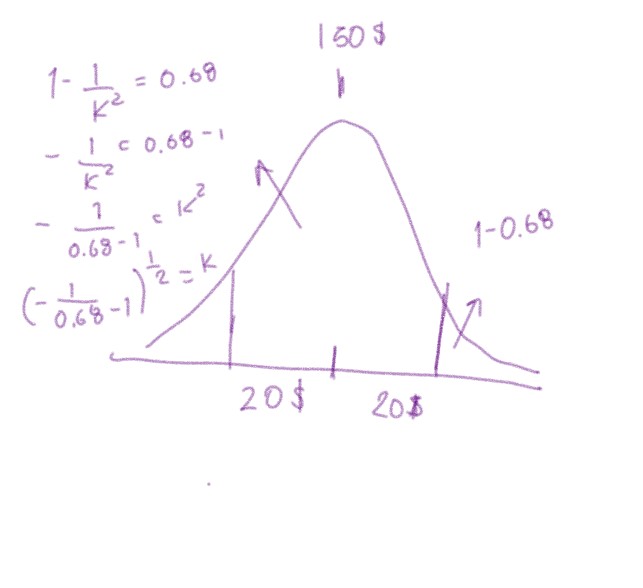 150$
1 - 1/K² = 0.68
- 1/K² = 0.68 - 1
- 1/(0.68 - 1) = K²
(- 1/(0.68 - 1))^(1/2) = K
1-0.68
20$ 20$